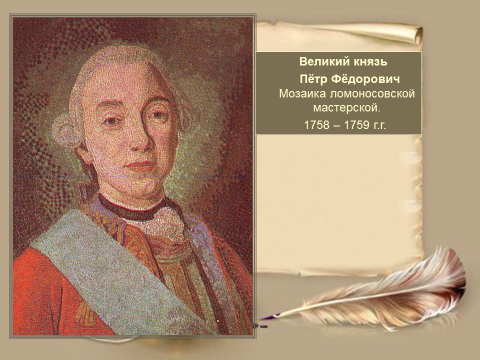 Великий князь
Пётр Фёдорович
Мозаика ломоносовской
мастерской.
1758 – 1759 г.г.